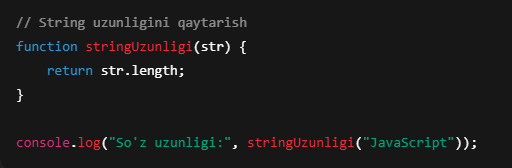 // String uzunligini qaytarish
function stringUzunligi(str) {
    return str.length;
}
console.log("So'z uzunligi:", stringUzunligi("JavaScript"));